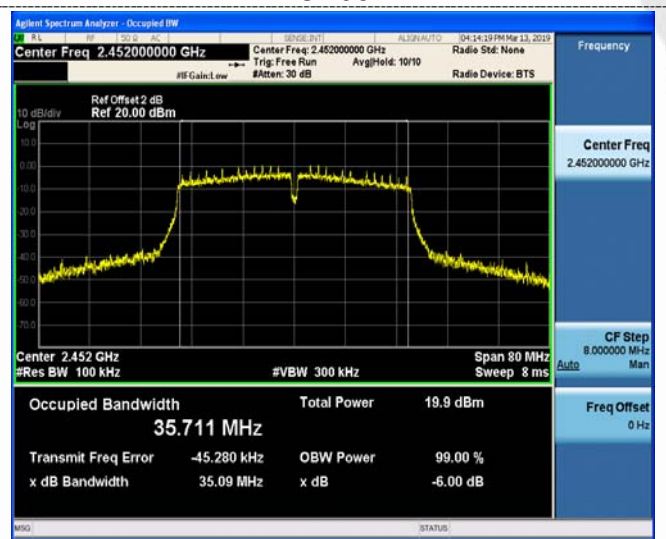 Agilent Spectrum Analyzer - Occupied BW
RL RF 50 Ω AC SENSE:INT ALIGNAUTO 04:14:19 PM Mar 13, 2019
Center Freq 2.452000000 GHz
Center Freq: 2.452000000 GHz
Radio Std: None
Trig: Free Run Avg|Hold: 10/10
#IFGain:Low
#Atten: 30 dB
Radio Device: BTS
Frequency
Ref Offset 2 dB
10 dB/div Ref 20.00 dBm
Log
10.0
0.00
-10.0
-20.0
-30.0
-40.0
-50.0
-60.0
-70.0
Center 2.452 GHz Span 80 MHz
#Res BW 100 kHz #VBW 300 kHz Sweep 8 ms
Occupied Bandwidth Total Power 19.9 dBm
35.711 MHz
Transmit Freq Error -45.280 kHz OBW Power 99.00 %
x dB Bandwidth 35.09 MHz x dB -6.00 dB
Center Freq
2.452000000 GHz
CF Step
8.000000 MHz
Auto Man
Freq Offset
0 Hz
MSG STATUS